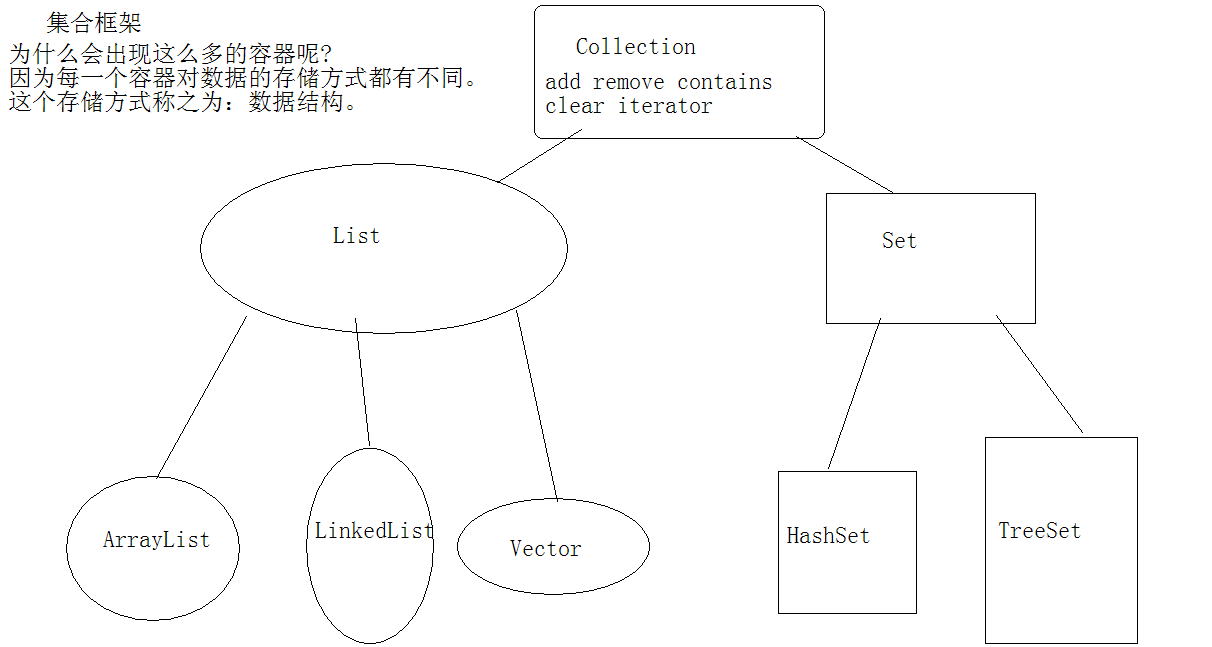 集合框架
为什么会出现这么多的容器呢?
因为每一个容器对数据的存储方式都有不同。
这个存储方式称之为: 数据结构。
Collection
add remove contains
clear iterator
List
Set
ArrayList
LinkedList
Vector
HashSet
TreeSet